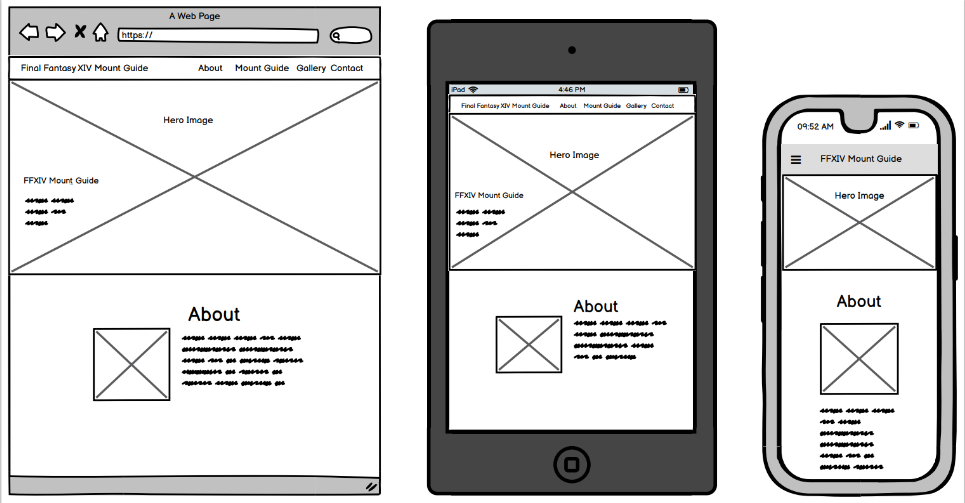 A Web Page
https://
Final Fantasy XIV Mount Guide About Mount Guide Gallery Contact
Hero Image
FFXIV Mount Guide
About
iPad 4:46 PM
Final Fantasy XIV Mount Guide About Mount Guide Gallery Contact
Hero Image
FFXIV Mount Guide
About
09:52 AM
FFXIV Mount Guide
Hero Image
About